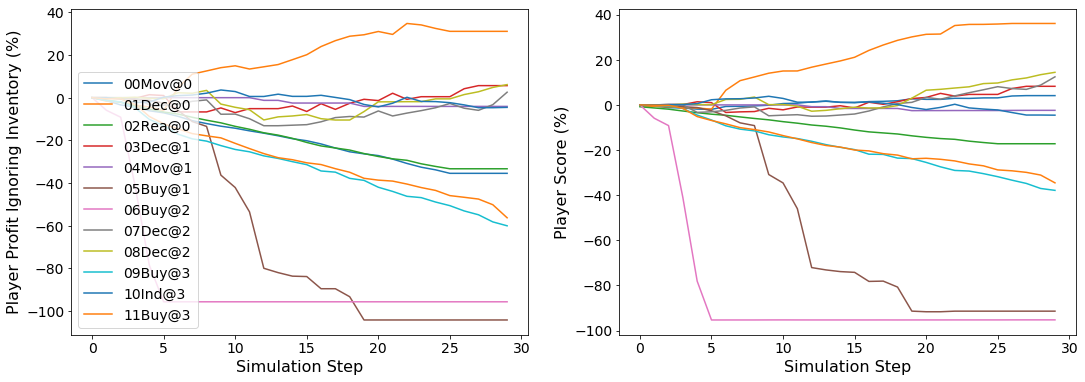 Player Profit Ignoring Inventory (%)
40
20
0
−20
−40
−60
−80
−100
00Mov@0
01Dec@0
02Rea@0
03Dec@1
04Mov@1
05Buy@1
06Buy@2
07Dec@2
08Dec@2
09Buy@3
10Ind@3
11Buy@3
0 5 10 15 20 25 30
Simulation Step
Player Score (%)
40
20
0
−20
−40
−60
−80
−100
0 5 10 15 20 25 30
Simulation Step